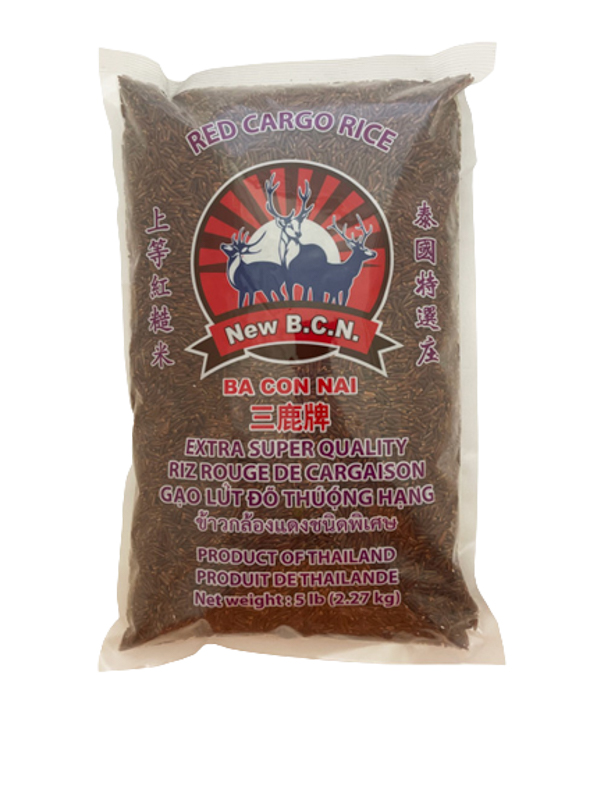 RED CARGO RICE
上等紅糙米
泰國特選庄
New B.C.N.
BA CON NAI
三鹿牌
EXTRA SUPER QUALITY
RIZ ROUGE DE CARGAISON
GẠO LỨT ĐỎ THƯỢNG HẠNG
ข้าวกล้องแดงชนิดพิเศษ
PRODUCT OF THAILAND
PRODUIT DE THAILANDE
Net weight : 5 lb (2.27 kg)